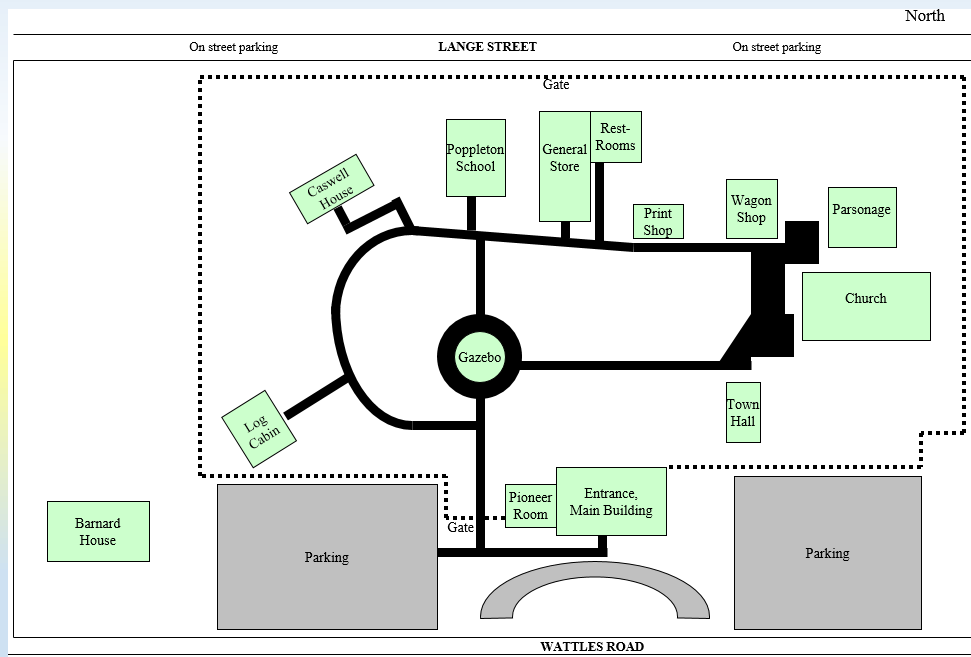 North
On street parking
LANGE STREET
On street parking
Gate
Poppleton
School
General
Store
Rest-
Rooms
Caswell
House
Print
Shop
Wagon
Shop
Parsonage
Church
Gazebo
Log
Cabin
Town
Hall
Pioneer
Room
Entrance,
Main Building
Gate
Barnard
House
Parking
Parking
WATTLES ROAD